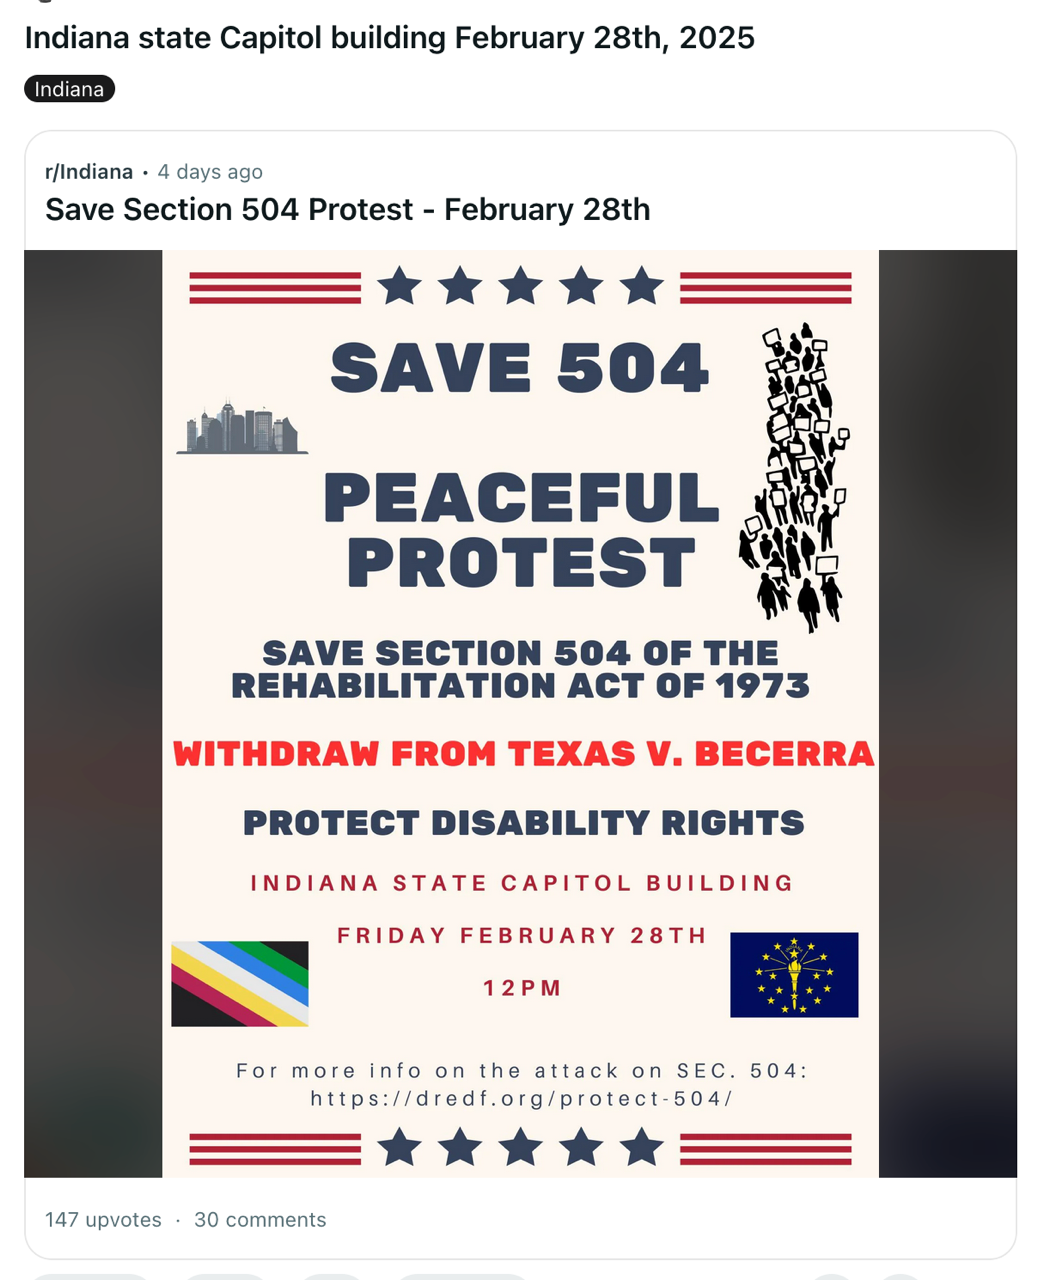 Indiana state Capitol building February 28th, 2025
Indiana
r/Indiana • 4 days ago
Save Section 504 Protest - February 28th
SAVE 504
PEACEFUL
PROTEST
SAVE SECTION 504 OF THE
REHABILITATION ACT OF 1973
WITHDRAW FROM TEXAS V. BECERRA
PROTECT DISABILITY RIGHTS
INDIANA STATE CAPITOL BUILDING
FRIDAY FEBRUARY 28TH
12PM
For more info on the attack on SEC. 504:
https://dredf.org/protect-504/
147 upvotes · 30 comments